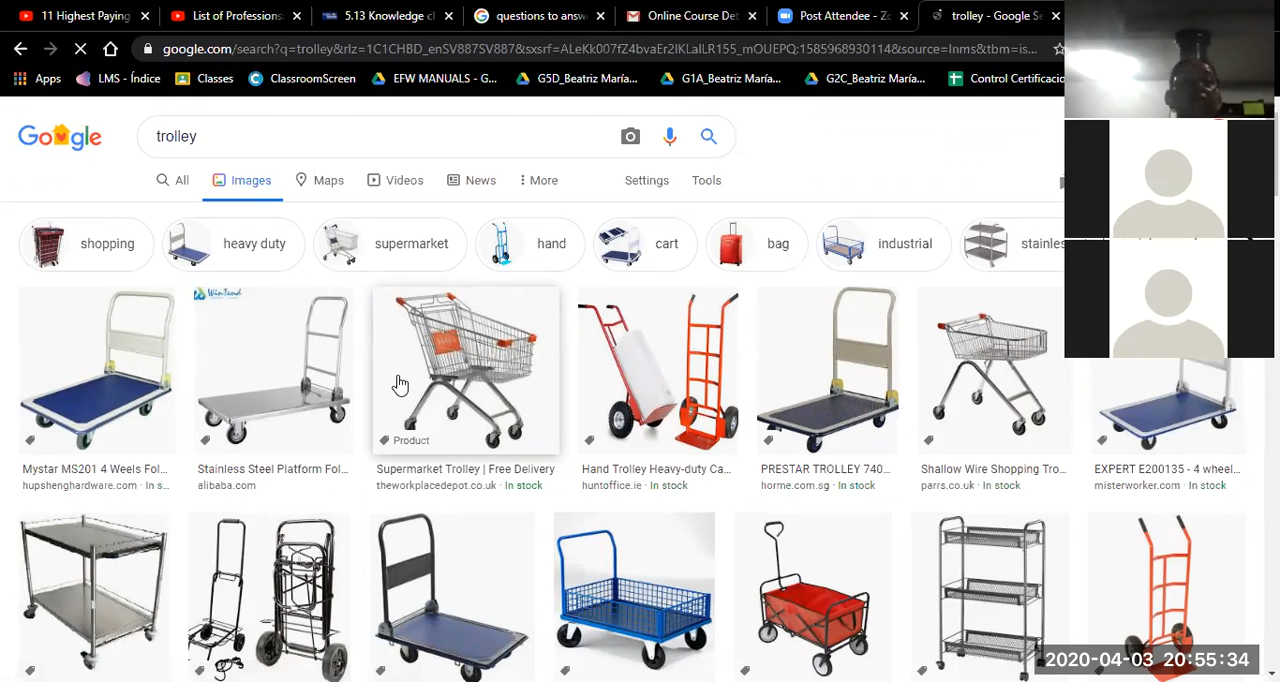 11 Highest Paying
List of Professions
5.13 Knowledge c
questions to answ
Online Course Det
Post Attendee - Zo
trolley - Google Se
google.com/search?q=trolley&rlz=1C1CHBD_enSV887SV887&sxsrf=ALeKk007fZ4bvaEr2IKLaILR155_mOUEPQ:1585968930114&source=lnms&tbm=is...
Apps
LMS - Índice
Classes
ClassroomScreen
EFW MANUALS - G...
G5D_Beatriz María...
G1A_Beatriz María...
G2C_Beatriz María...
Control Certificacio
Google
trolley
All
Images
Maps
Videos
News
More
Settings
Tools
shopping
heavy duty
supermarket
hand
cart
bag
industrial
stainles
WinTend
Product
Mystar MS201 4 Weels Fol...
Stainless Steel Platform Fol...
Supermarket Trolley | Free Delivery
Hand Trolley Heavy-duty Ca...
PRESTAR TROLLEY 740...
Shallow Wire Shopping Tro...
EXPERT E200135 - 4 wheel...
hupshenghardware.com · In s...
alibaba.com
theworkplacedepot.co.uk · In stock
huntoffice.ie · In stock
horme.com.sg · In stock
parrs.co.uk · In stock
misterworker.com · In stock
2020-04-03 20:55:34